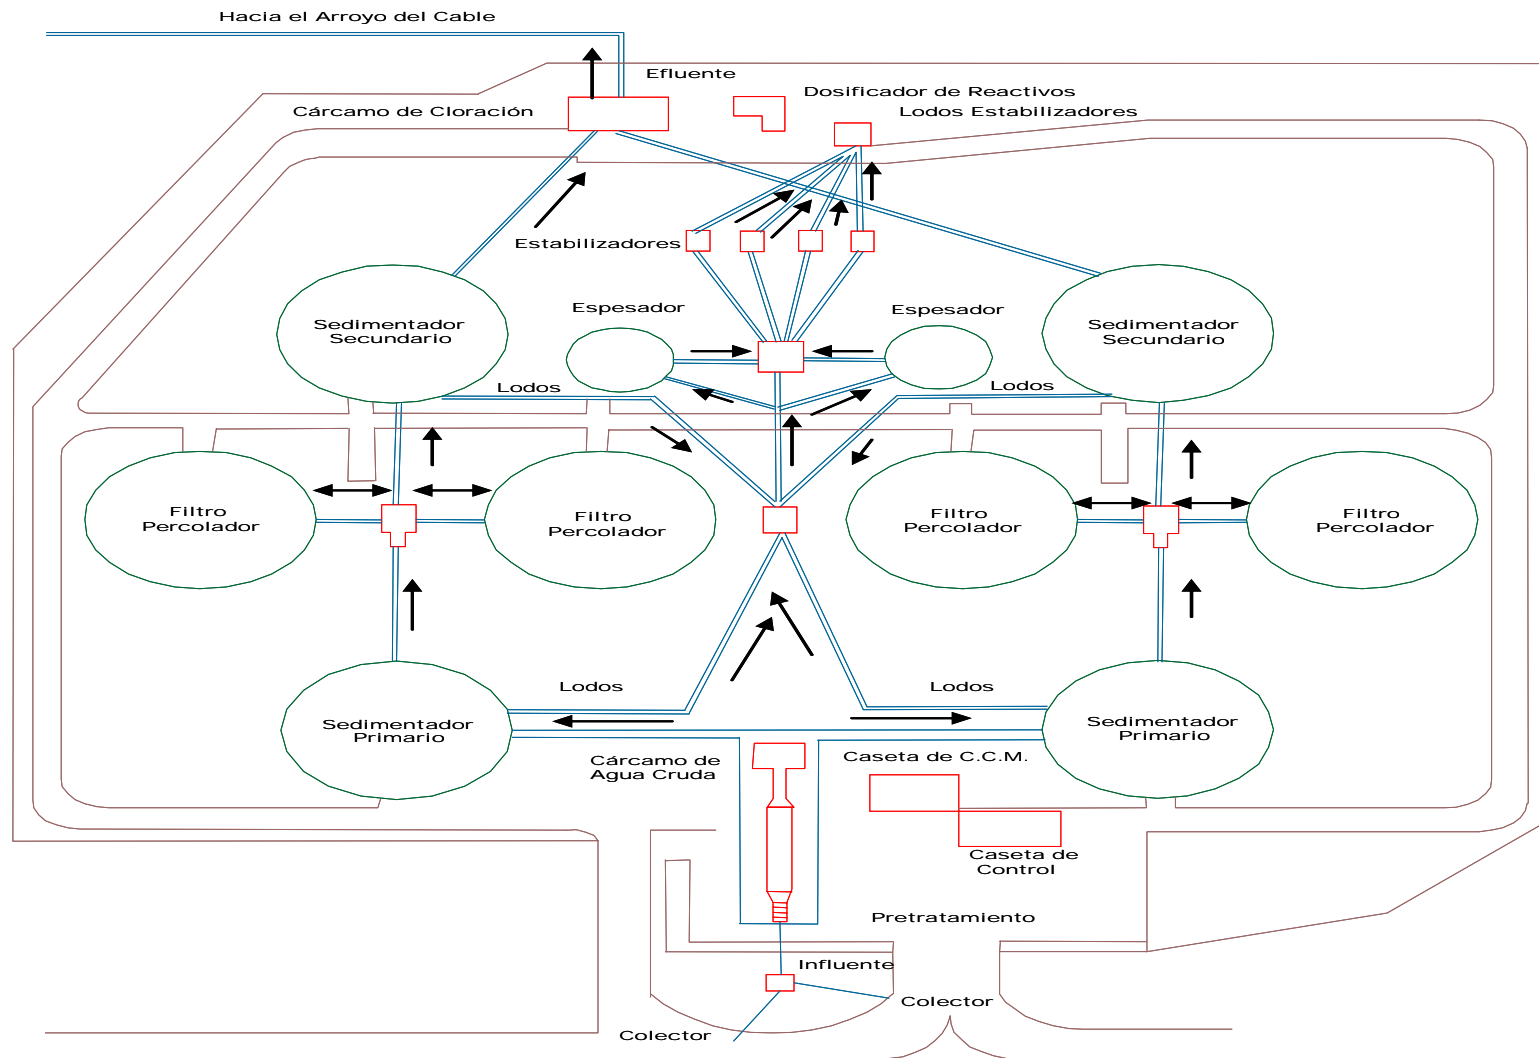 Hacia el Arroyo del Cable
Efluente
Dosificador de Reactivos
Cárcamo de Cloración
Lodos Estabilizadores
Estabilizadores
Espesador
Espesador
Sedimentador
Secundario
Sedimentador
Secundario
Lodos
Lodos
Filtro
Percolador
Filtro
Percolador
Filtro
Percolador
Filtro
Percolador
Lodos
Lodos
Sedimentador
Primario
Sedimentador
Primario
Cárcamo de
Agua Cruda
Caseta de C.C.M.
Caseta de
Control
Pretratamiento
Influente
Colector
Colector